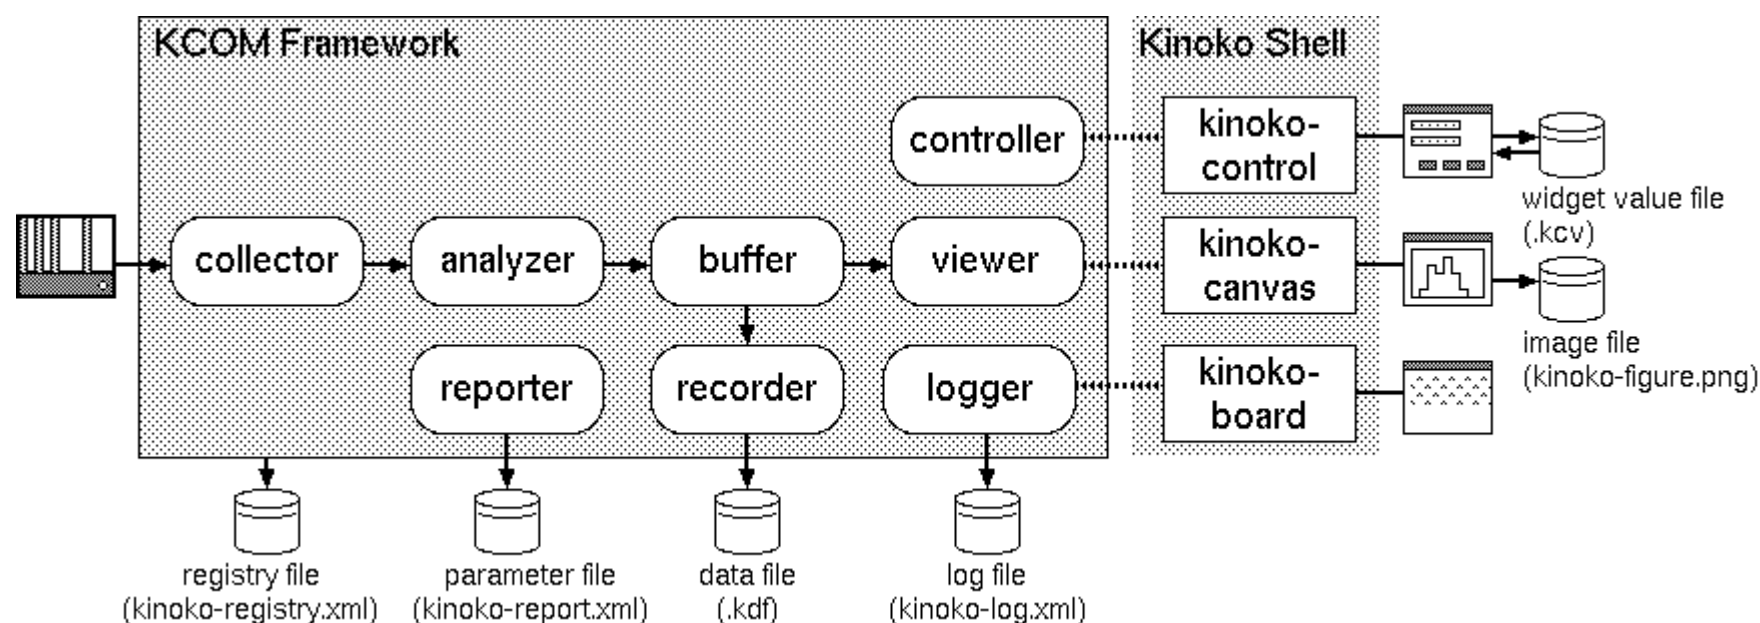 KCOM Framework
Kinoko Shell
controller
kinoko-
control
widget value file
(.kcv)
collector
analyzer
buffer
viewer
kinoko-
canvas
image file
(kinoko-figure.png)
reporter
recorder
logger
kinoko-
board
registry file
(kinoko-registry.xml)
parameter file
(kinoko-report.xml)
data file
(.kdf)
log file
(kinoko-log.xml)